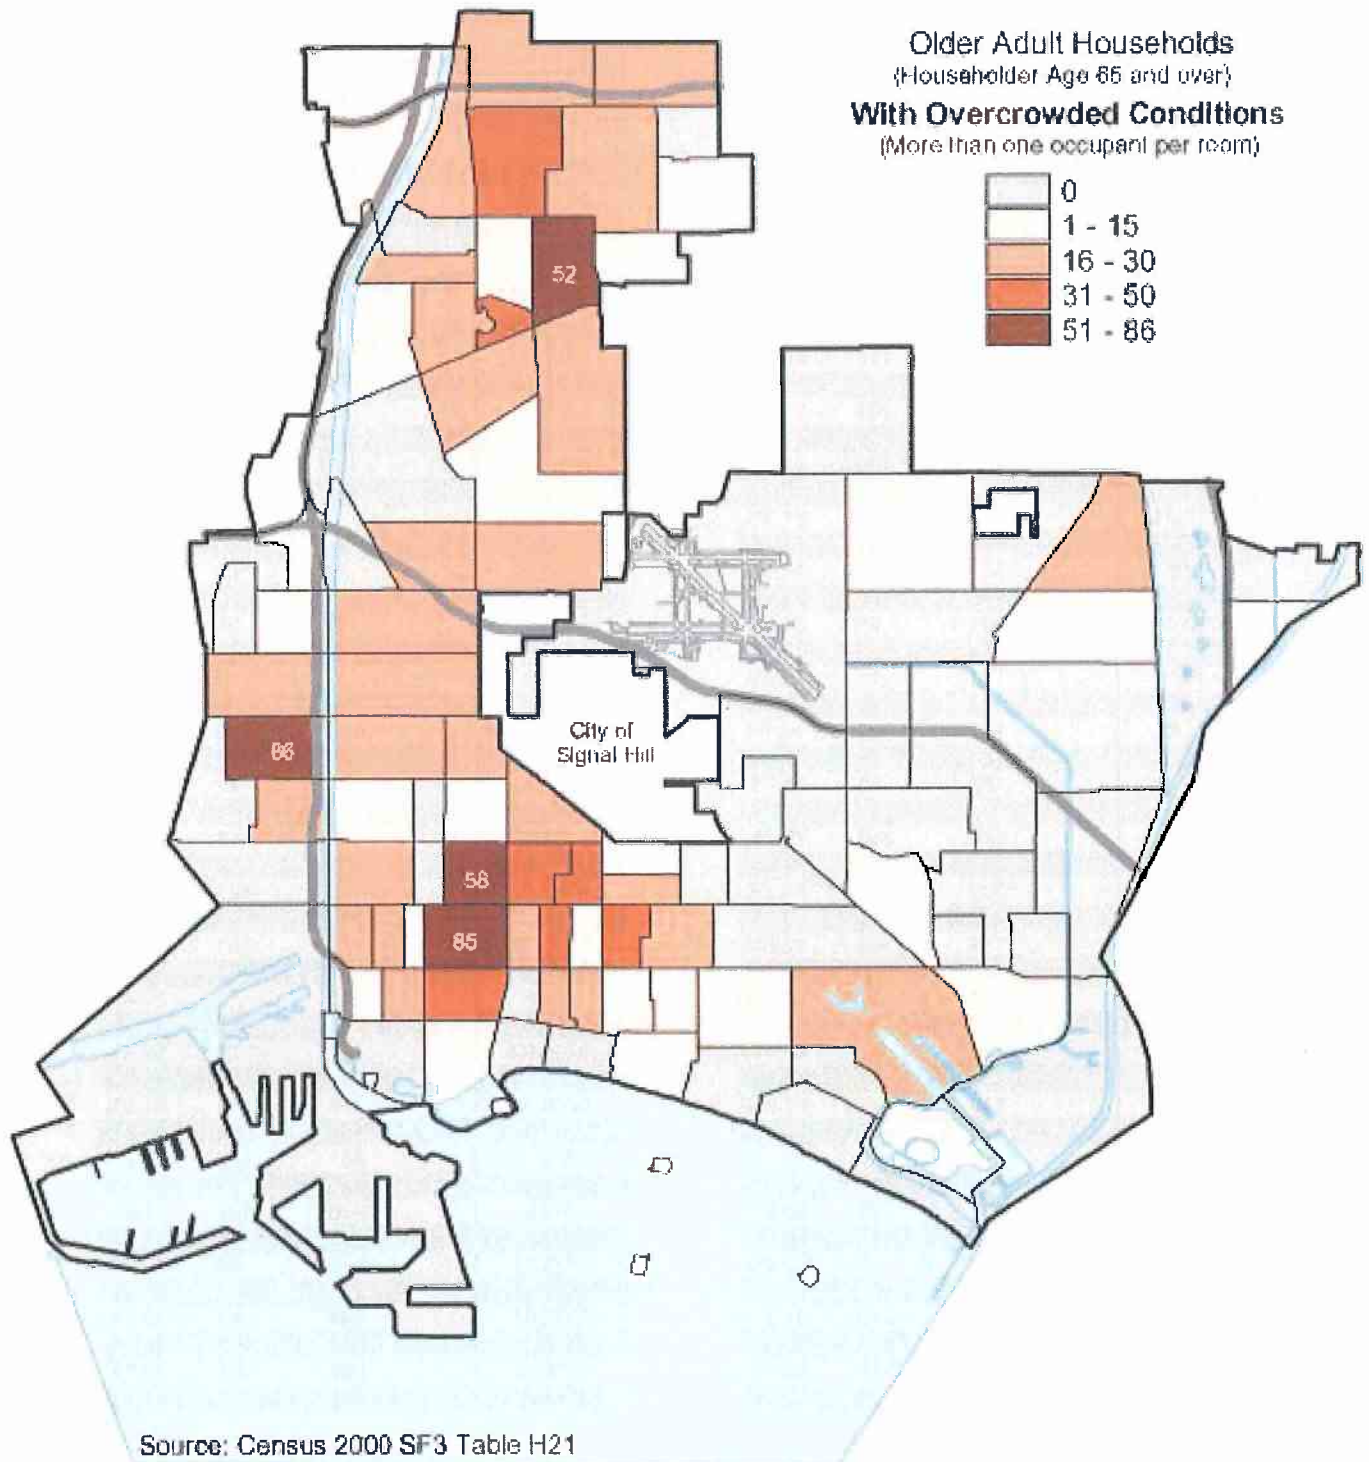 Older Adult Households
(Householder Age 65 and over)
With Overcrowded Conditions
(More than one occupant per room)
0
1 - 15
16 - 30
31 - 50
51 - 86
52
City of
Signal Hill
86
58
85
Source: Census 2000 SF3 Table H21